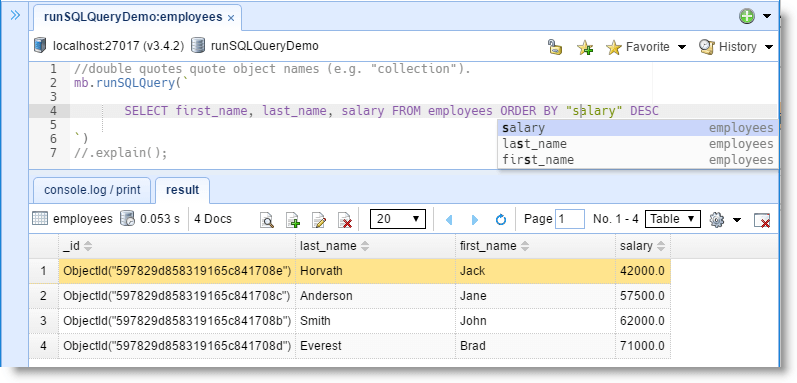 runSQLQueryDemo:employees ×
localhost:27017 (v3.4.2) runSQLQueryDemo Favorite History
1 //double quotes quote object names (e.g. "collection").
2 mb.runSQLQuery(`
3
4 SELECT first_name, last_name, salary FROM employees ORDER BY "salary" DESC
5
6 `)
7 //.explain();
salary employees
last_name employees
first_name employees
console.log / print result
employees 0.053 s 4 Docs 20 Page 1 No. 1 - 4 Table
_id last_name first_name salary
1 ObjectId("597829d858319165c841708e") Horvath Jack 42000.0
2 ObjectId("597829d858319165c841708c") Anderson Jane 57500.0
3 ObjectId("597829d858319165c841708b") Smith John 62000.0
4 ObjectId("597829d858319165c841708d") Everest Brad 71000.0